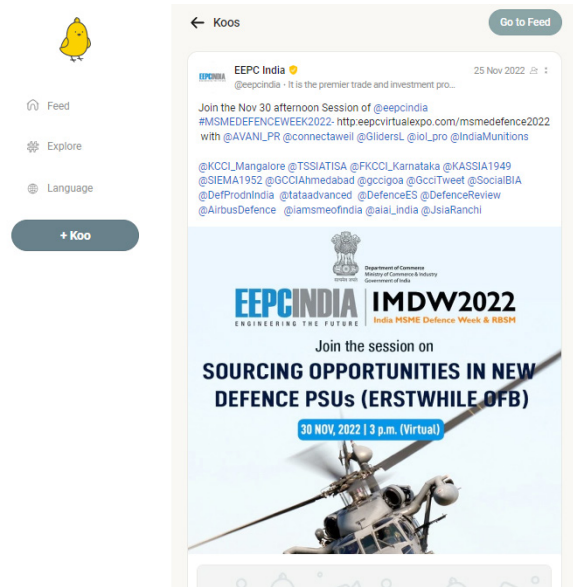 Koos
Go to Feed
EEPC India
25 Nov 2022
EEPCINDIA
@eepcindia · It is the premier trade and investment pro...
Feed
Explore
Language
+ Koo
Join the Nov 30 afternoon Session of @eepcindia
#MSMEDEFENCEWEEK2022- http:eepcvirtualexpo.com/msmedefence2022
with @AVANI_PR @connectaweil @GlidersL @iol_pro @IndiaMunitions
@KCCI_Mangalore @TSSIATISA @FKCCI_Karnataka @KASSIA1949
@SIEMA1952 @GCCIAhmedabad @gccigoa @GcciTweet @SocialBIA
@DefProdnIndia @tataadvanced @DefenceES @DefenceReview
@AirbusDefence @iamsmeofindia @aiai_india @JsiaRanchi
सत्यमेव जयते
Department of Commerce
Ministry of Commerce & Industry
Government of India
EEPCINDIA
ENGINEERING THE FUTURE
IMDW2022
India MSME Defence Week & RBSM
Join the session on
SOURCING OPPORTUNITIES IN NEW
DEFENCE PSUs (ERSTWHILE OFB)
30 NOV, 2022 | 3 p.m. (Virtual)